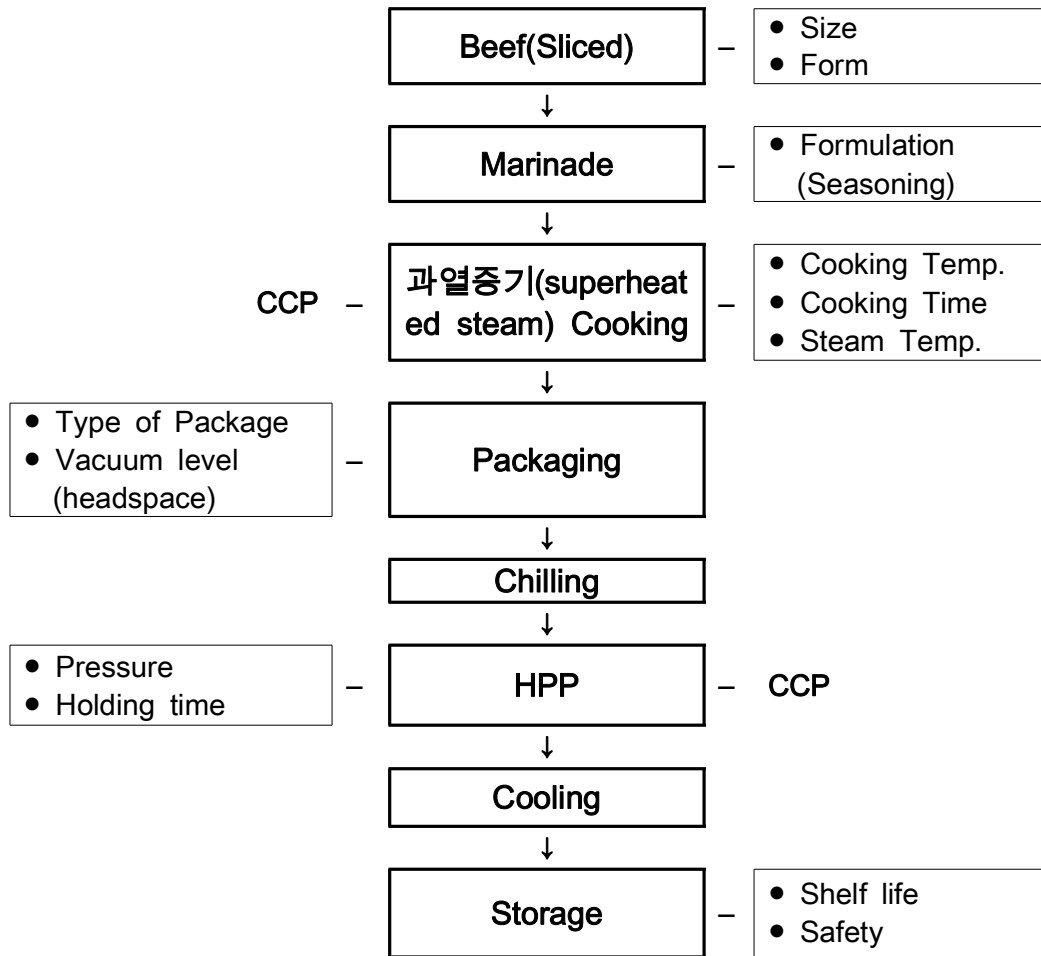 Beef(Sliced)
–
● Size
● Form
↓
Marinade
–
● Formulation
(Seasoning)
↓
CCP
–
과열증기(superheat
ed steam) Cooking
–
● Cooking Temp.
● Cooking Time
● Steam Temp.
↓
● Type of Package
● Vacuum level
(headspace)
–
Packaging
↓
Chilling
↓
● Pressure
● Holding time
–
HPP
–
CCP
↓
Cooling
↓
Storage
–
● Shelf life
● Safety